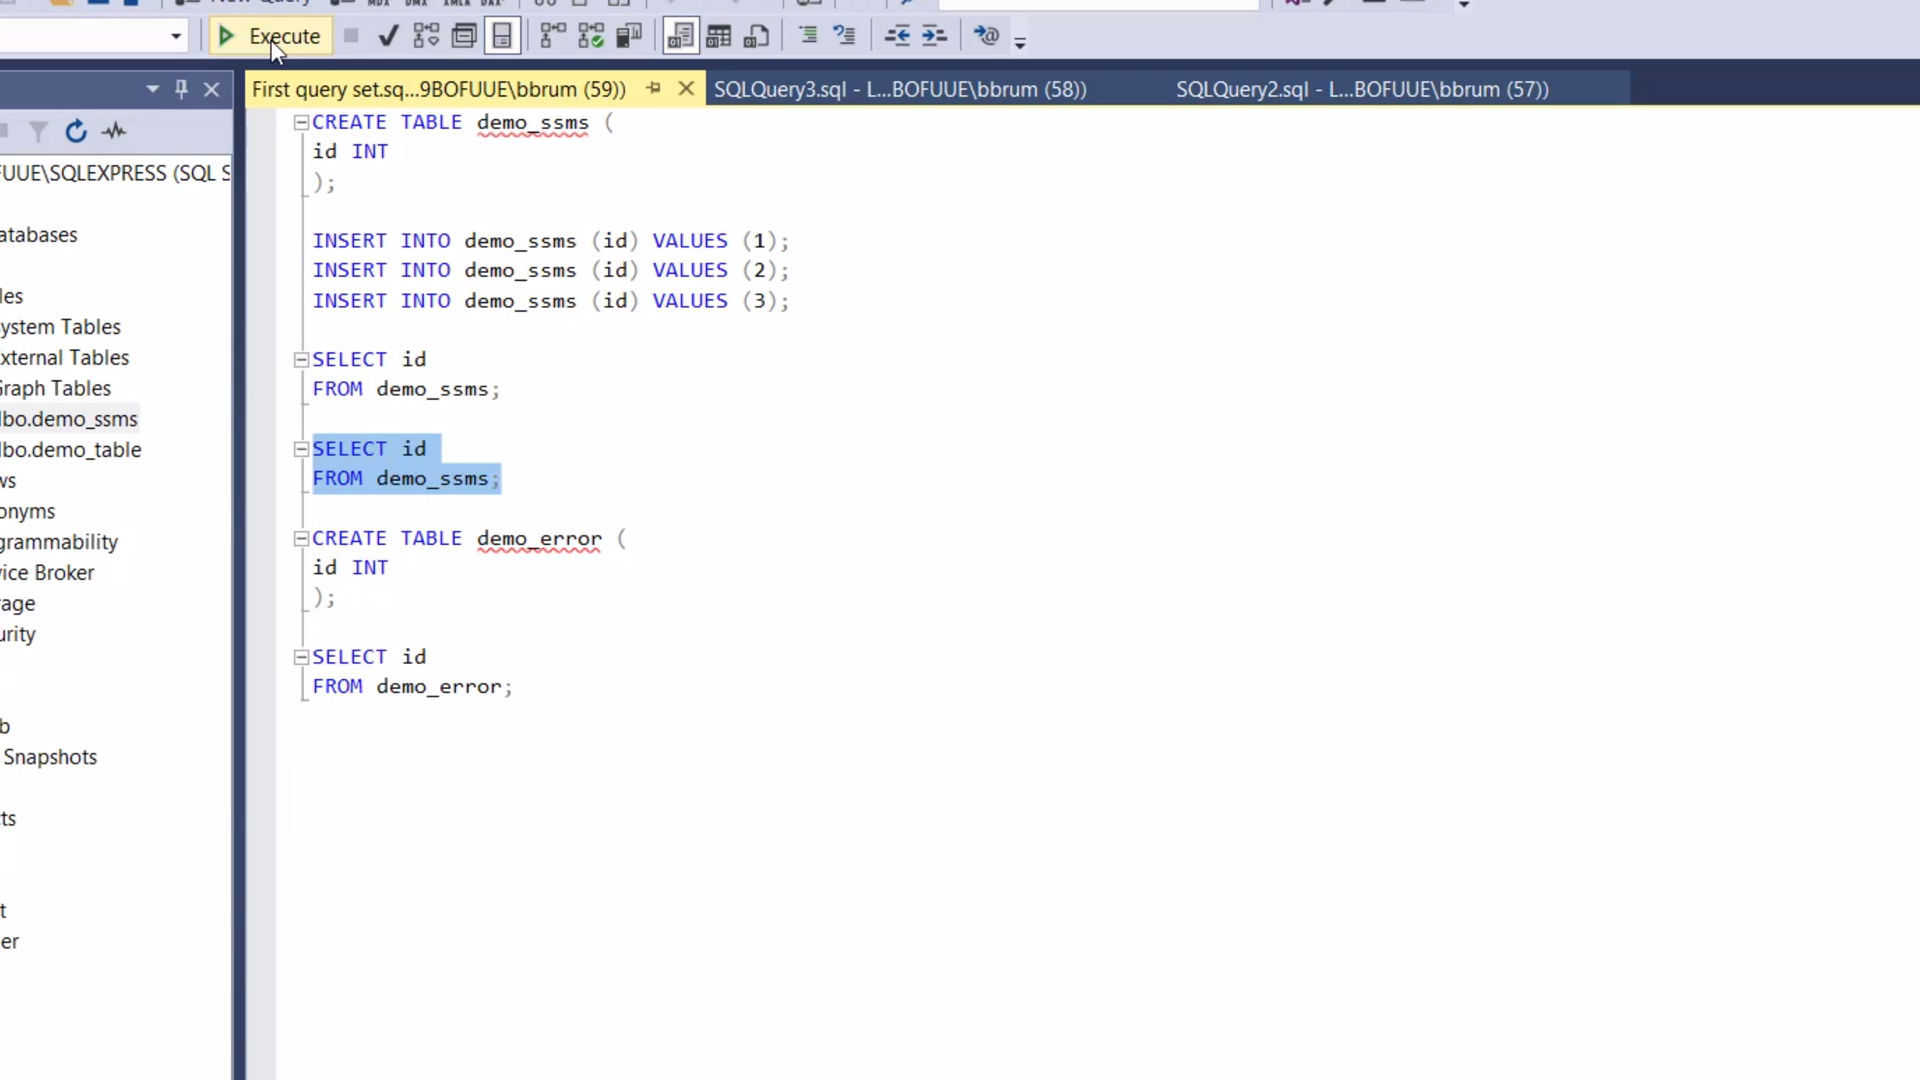 Execute
First query set.sq...9BOFUUE\bbrum (59))
SQLQuery3.sql - L...BOFUUE\bbrum (58))
SQLQuery2.sql - L...BOFUUE\bbrum (57))
FUUE\SQLEXPRESS (SQL S
atabases
les
ystem Tables
xternal Tables
Graph Tables
lbo.demo_ssms
lbo.demo_table
ws
onyms
grammability
vice Broker
rage
urity
b
Snapshots
cts
t
er
CREATE TABLE demo_ssms (
id INT
);
INSERT INTO demo_ssms (id) VALUES (1);
INSERT INTO demo_ssms (id) VALUES (2);
INSERT INTO demo_ssms (id) VALUES (3);
SELECT id
FROM demo_ssms;
SELECT id
FROM demo_ssms;
CREATE TABLE demo_error (
id INT
);
SELECT id
FROM demo_error;